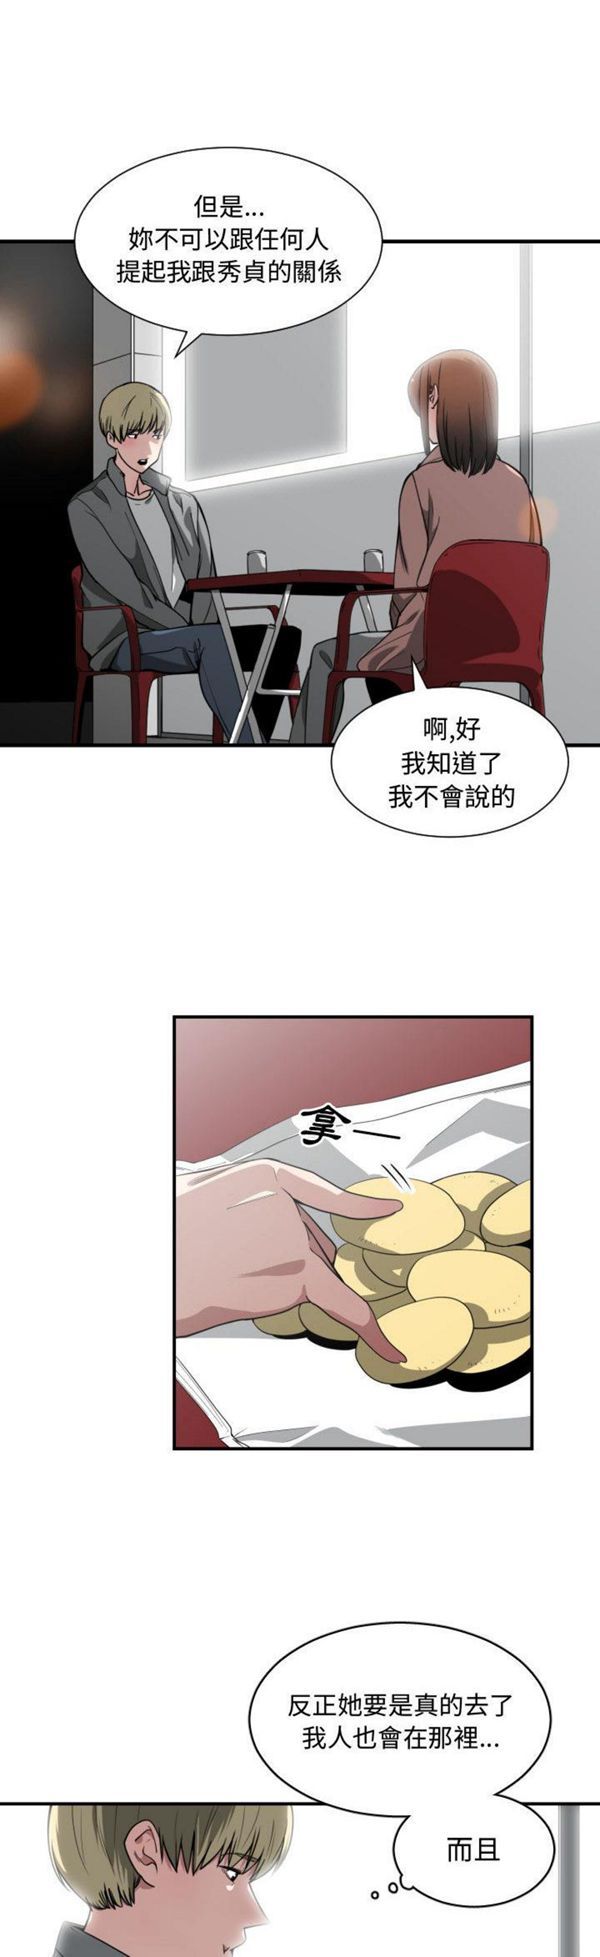 但是...
妳不可以跟任何人
提起我跟秀貞的關係
啊,好
我知道了
我不會說的
拿—
反正她要是真的去了
我人也會在那裡...
而且